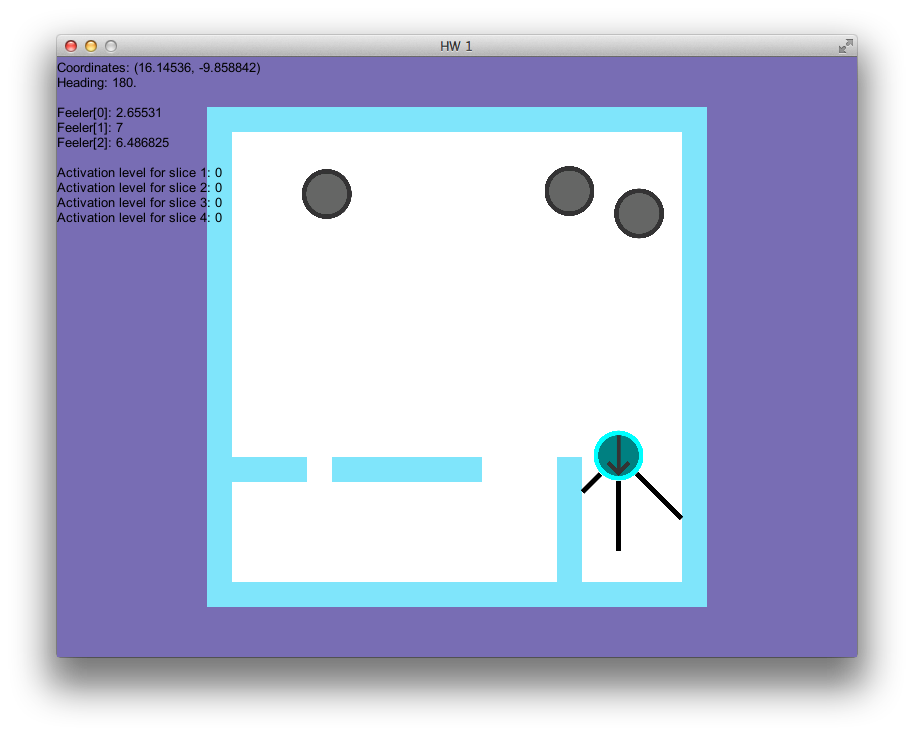 HW 1
Coordinates: (16.14536, -9.858842)
Heading: 180.
Feeler[0]: 2.65531
Feeler[1]: 7
Feeler[2]: 6.486825
Activation level for slice 1: 0
Activation level for slice 2: 0
Activation level for slice 3: 0
Activation level for slice 4: 0